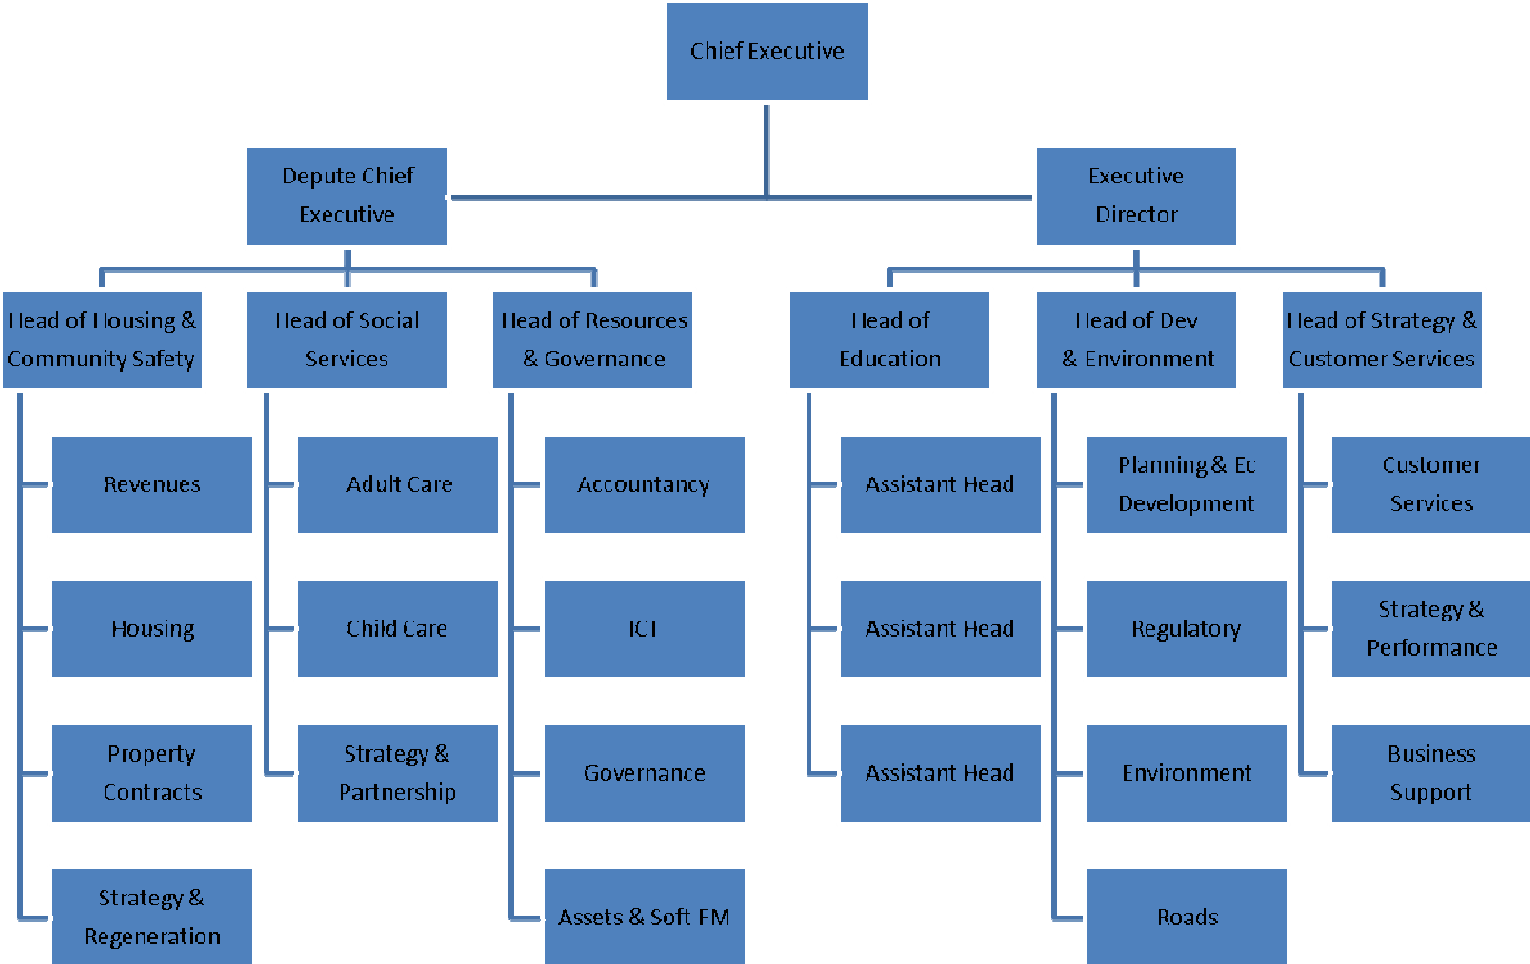 Chief Executive
Depute Chief
Executive
Executive
Director
Head of Housing &
Community Safety
Head of Social
Services
Head of Resources
& Governance
Head of
Education
Head of Dev
& Environment
Head of Strategy &
Customer Services
Revenues
Adult Care
Accountancy
Assistant Head
Planning & Ec
Development
Customer
Services
Housing
Child Care
ICT
Assistant Head
Regulatory
Strategy &
Performance
Property
Contracts
Strategy &
Partnership
Governance
Assistant Head
Environment
Business
Support
Strategy &
Regeneration
Assets & Soft FM
Roads